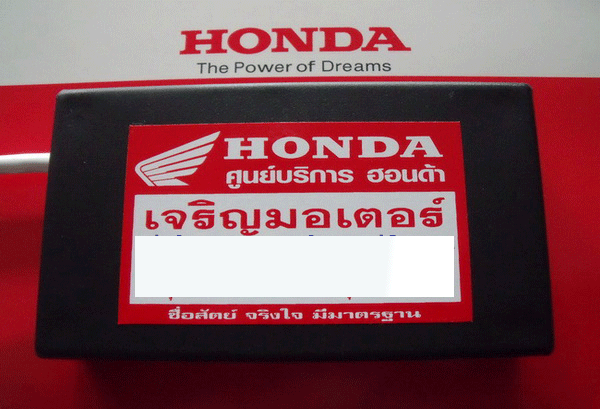 HONDA
The Power of Dreams
HONDA
ศูนย์บริการ ฮอนด้า
เจริญมอเตอร์
ซื่อสัตย์ จริงใจ มีมาตรฐาน